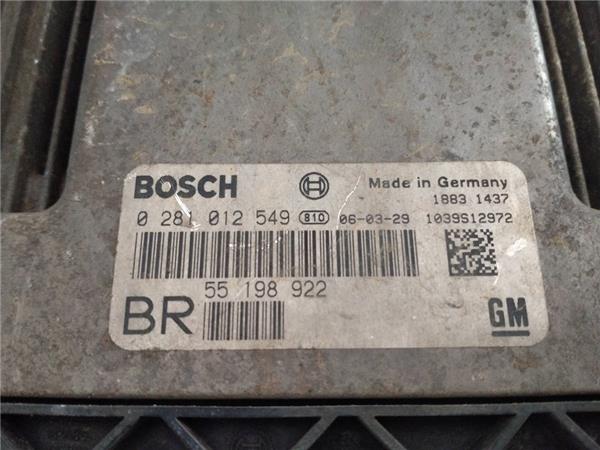 BOSCH
Made in Germany
1883 1437
0 281 012 549 810 06-03-29 1039S12972
55 198 922
BR
GM